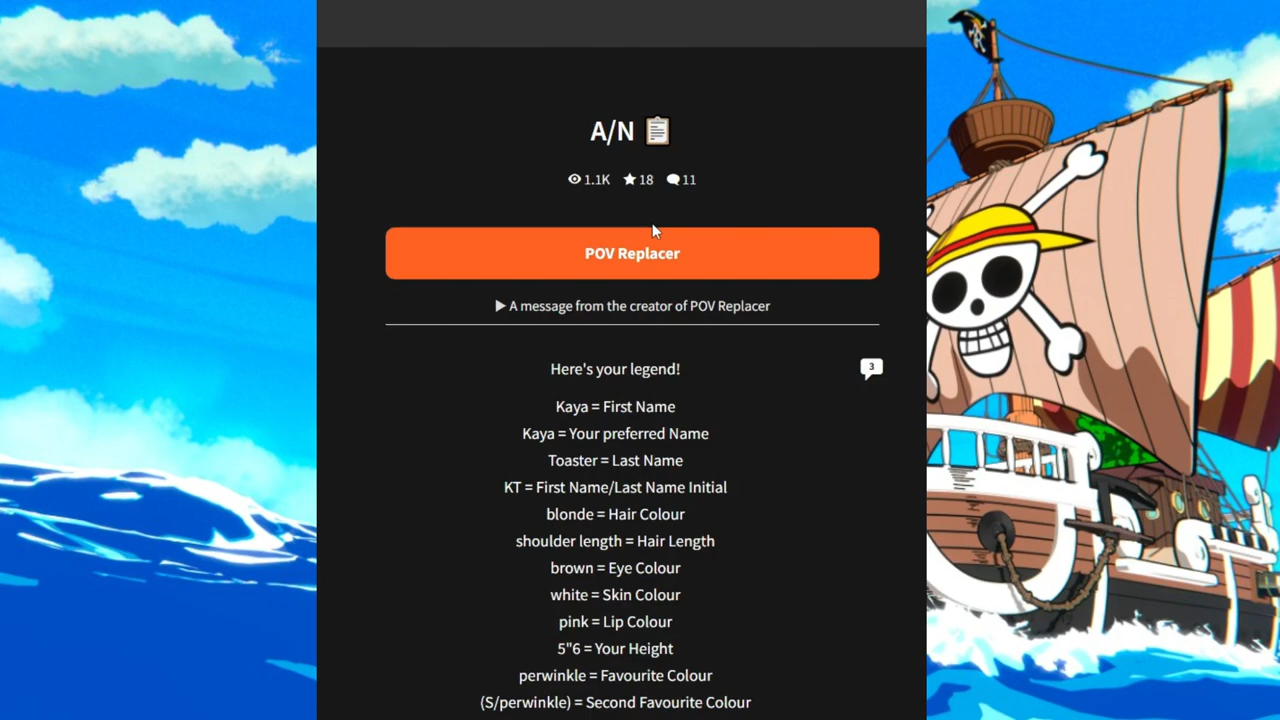 A/N
1.1K 18 11
POV Replacer
▶ A message from the creator of POV Replacer
Here's your legend!
3
Kaya = First Name
Kaya = Your preferred Name
Toaster = Last Name
KT = First Name/Last Name Initial
blonde = Hair Colour
shoulder length = Hair Length
brown = Eye Colour
white = Skin Colour
pink = Lip Colour
5"6 = Your Height
perwinkle = Favourite Colour
(S/perwinkle) = Second Favourite Colour